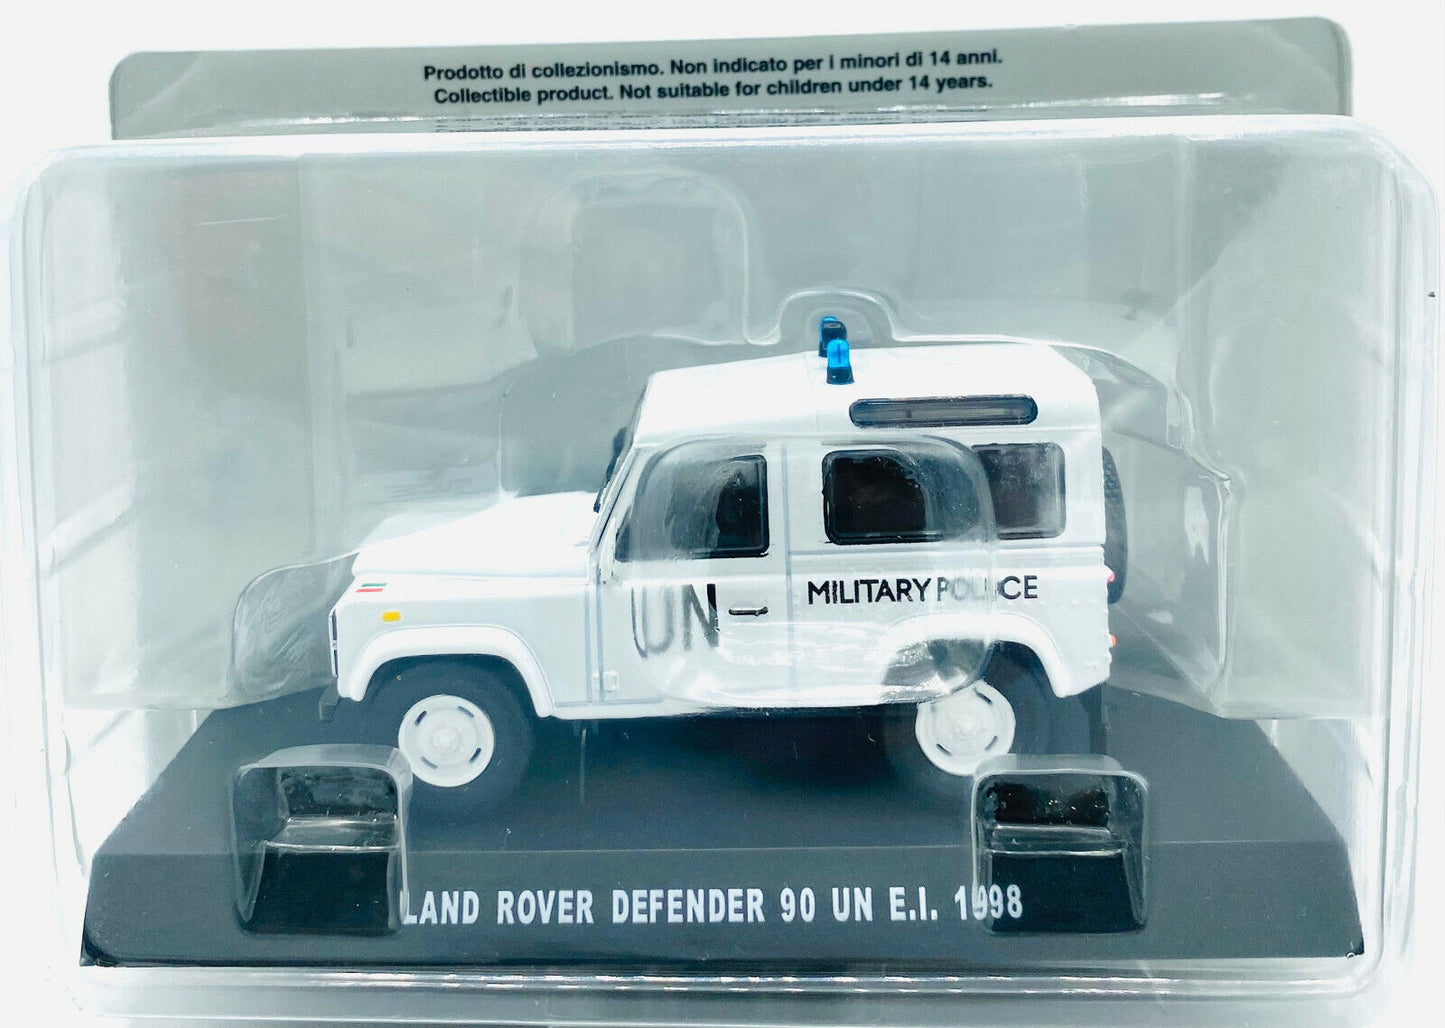 Prodotto di collezionismo. Non indicato per i minori di 14 anni.
Collectible product. Not suitable for children under 14 years.
UN
MILITARY POLICE
LAND ROVER DEFENDER 90 UN E.I. 1998